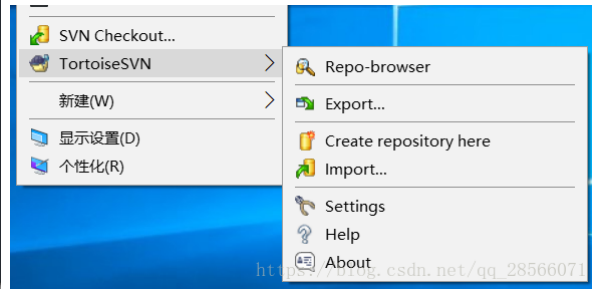 SVN Checkout...
TortoiseSVN
新建(W)
显示设置(D)
个性化(R)
Repo-browser
Export...
Create repository here
Import...
Settings
Help
About
https://blog.csdn.net/qq_28566071